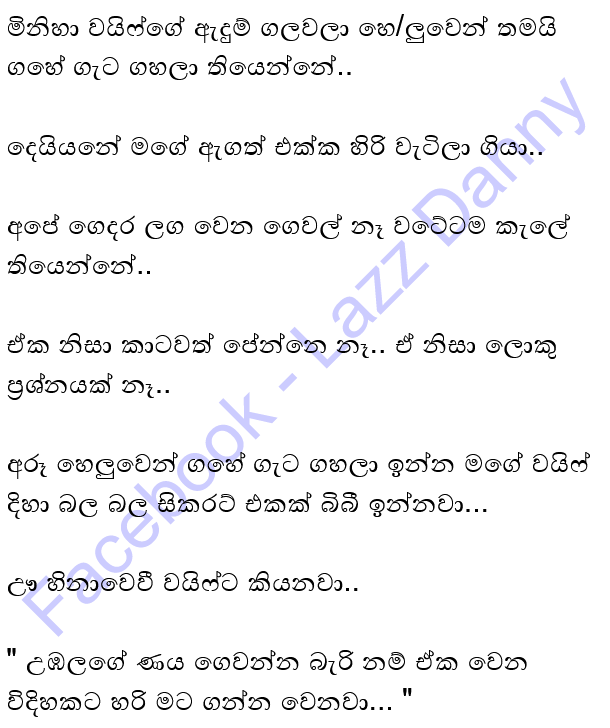 මිනිහා වයිෆ්ගේ ඇදුම් ගලවලා හෙ/ලුවෙන් තමයි
ගහේ ගැට ගහලා තියෙන්නේ..
දෙයියනේ මගේ ඇගත් එක්ක හිරි වැටිලා ගියා..
අපේ ගෙදර ලග වෙන ගෙවල් නෑ වටේටම කැලේ
තියෙන්නේ..
ඒක නිසා කාටවත් පේන්නෙ නෑ.. ඒ නිසා ලොකු
ප්‍රශ්නයක් නෑ..
අරූ හෙලුවෙන් ගහේ ගැට ගහලා ඉන්න මගේ වයිෆ්
දිහා බල බල සිකරට් එකක් බිබී ඉන්නවා...
ඌ හිනාවෙවී වයිෆ්ට කියනවා..
" උඹලගේ ණය ගෙවන්න බැරි නම් ඒක වෙන
විදිහකට හරි මට ගන්න වෙනවා... "
Facebook - Lazz Danny